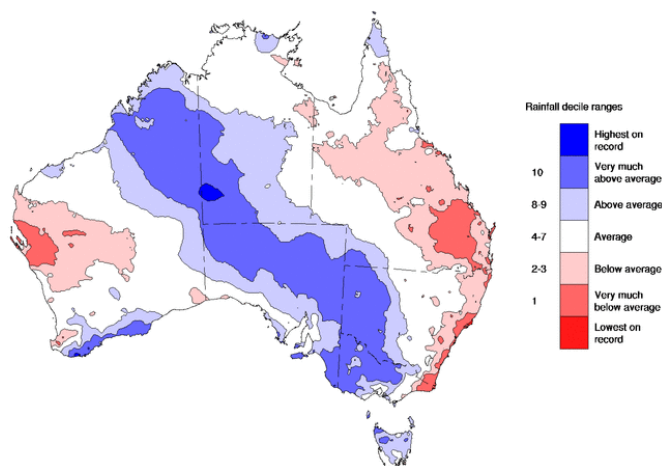 Rainfall decile ranges
Highest on
record
10
Very much
above average
8-9
Above average
4-7
Average
2-3
Below average
1
Very much
below average
Lowest on
record